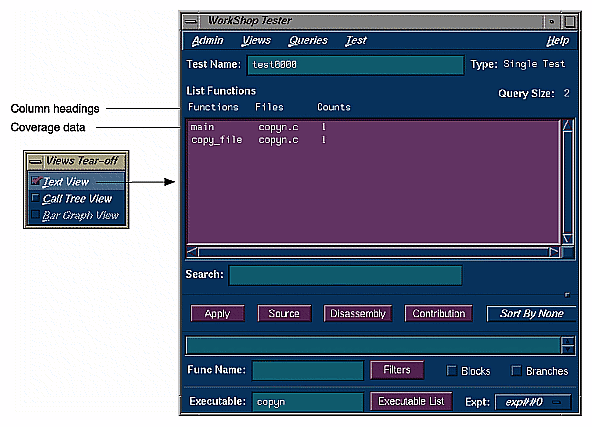 WorkShop Tester
Admin Views Queries Test Help
Test Name: test0000 Type: Single Test
List Functions
Query Size: 2
Column headings
Functions Files Counts
Coverage data
main copyn.c 1
copy_file copyn.c 1
Views Tear-off
Text View
Call Tree View
Bar Graph View
Search:
Apply Source Disassembly Contribution Sort By None
Func Name: Filters Blocks Branches
Executable: copyn Executable List Expt: exp##0